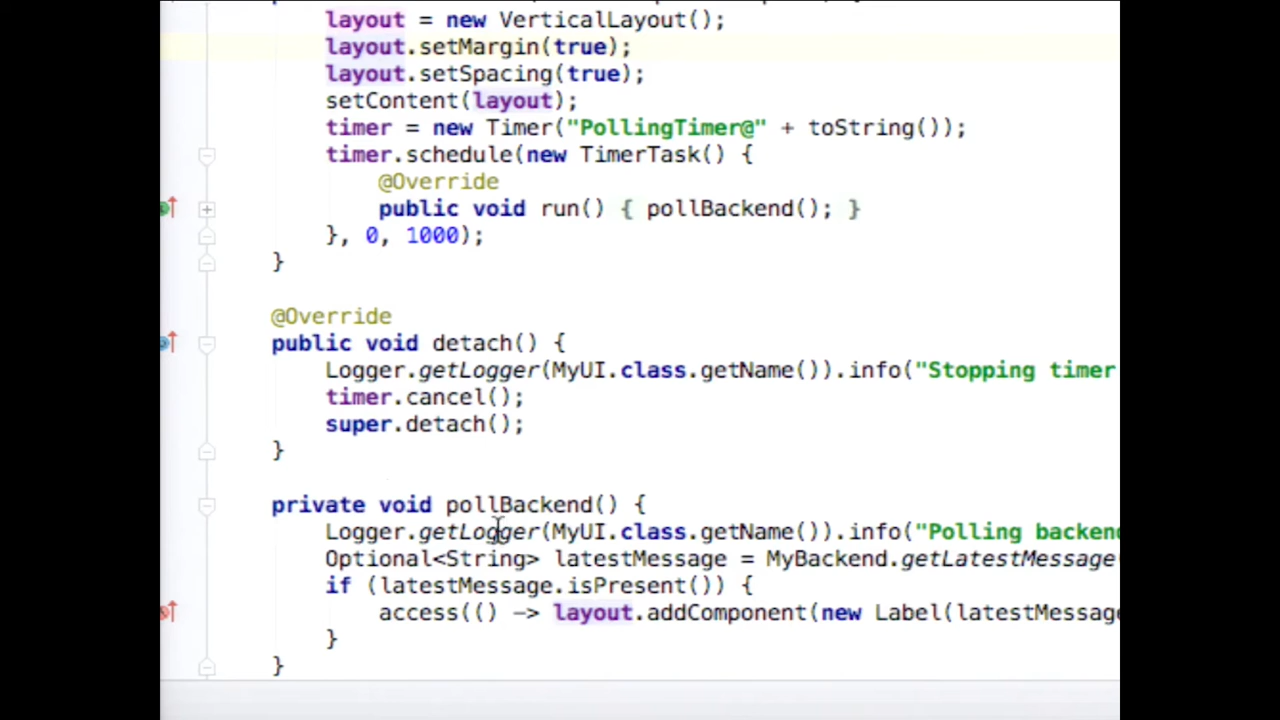 layout = new VerticalLayout();
layout.setMargin(true);
layout.setSpacing(true);
setContent(layout);
timer = new Timer("PollingTimer@" + toString());
timer.schedule(new TimerTask() {
@Override
public void run() { pollBackend(); }
}, 0, 1000);
}
@Override
public void detach() {
Logger.getLogger(MyUI.class.getName()).info("Stopping timer
timer.cancel();
super.detach();
}
private void pollBackend() {
Logger.getLogger(MyUI.class.getName()).info("Polling backend
Optional<String> latestMessage = MyBackend.getLatestMessage
if (latestMessage.isPresent()) {
access(() -> layout.addComponent(new Label(latestMessage
}
}